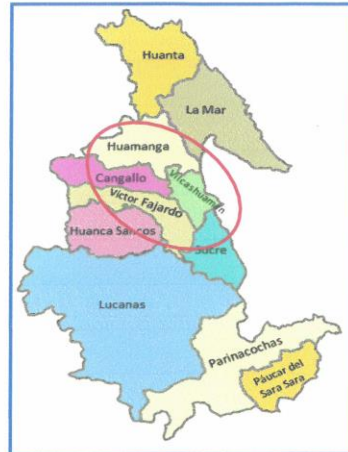 Huanta
La Mar
Huamanga
Cangallo
Vilcashuamán
Víctor Fajardo
Huanca Sancos
Sucre
Lucanas
Parinacochas
Páucar del
Sara Sara